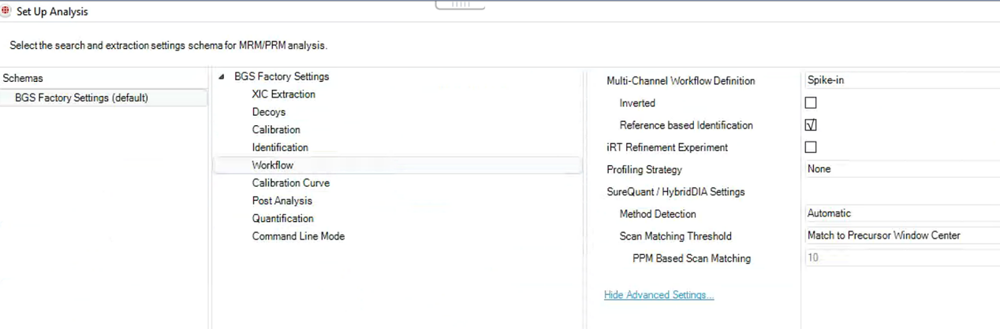 Set Up Analysis
Select the search and extraction settings schema for MRM/PRM analysis.
Schemas
BGS Factory Settings (default)
BGS Factory Settings
XIC Extraction
Decoys
Calibration
Identification
Workflow
Calibration Curve
Post Analysis
Quantification
Command Line Mode
Multi-Channel Workflow Definition
Spike-in
Inverted
Reference based Identification
iRT Refinement Experiment
Profiling Strategy
None
SureQuant / HybridDIA Settings
Method Detection
Automatic
Scan Matching Threshold
Match to Precursor Window Center
PPM Based Scan Matching
10
Hide Advanced Settings...